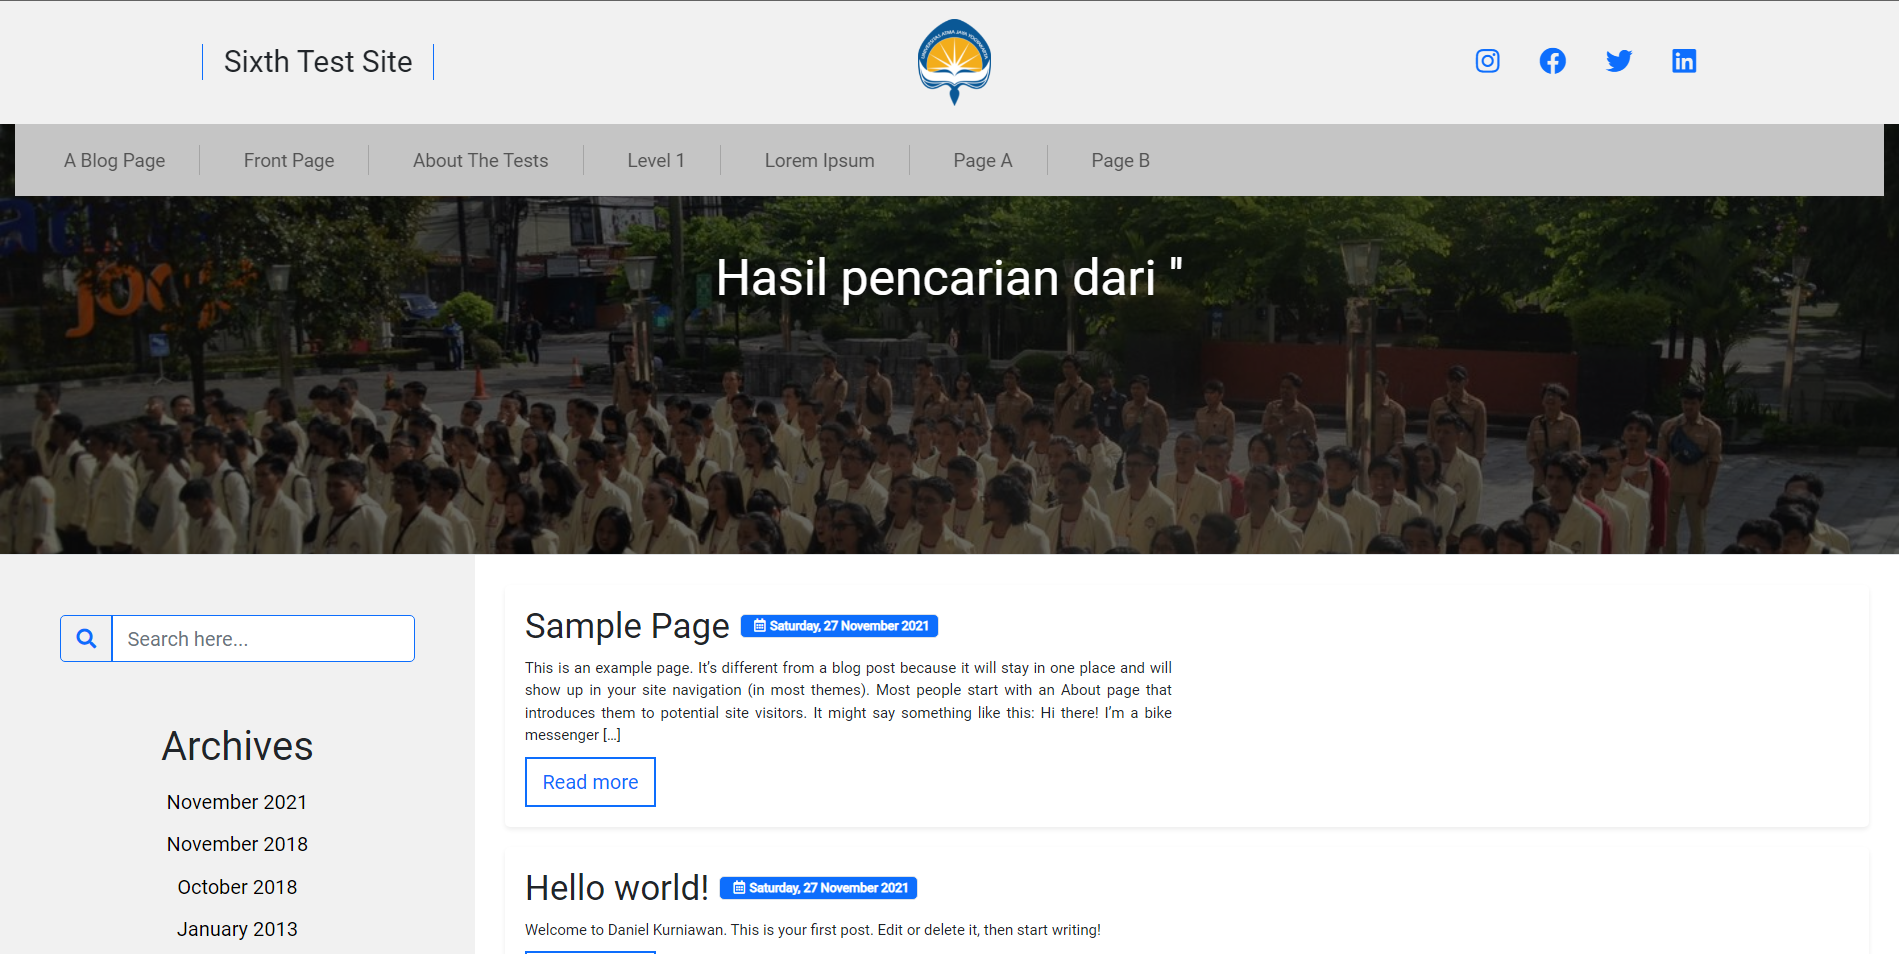 Sixth Test Site
UNIVERSITAS ATMA JAYA YOGYAKARTA
A Blog Page
Front Page
About The Tests
Level 1
Lorem Ipsum
Page A
Page B
Hasil pencarian dari ''
Search here...
Archives
November 2021
November 2018
October 2018
January 2013
Sample Page
Saturday, 27 November 2021
This is an example page. It’s different from a blog post because it will stay in one place and will
show up in your site navigation (in most themes). Most people start with an About page that
introduces them to potential site visitors. It might say something like this: Hi there! I’m a bike
messenger […]
Read more
Hello world!
Saturday, 27 November 2021
Welcome to Daniel Kurniawan. This is your first post. Edit or delete it, then start writing!